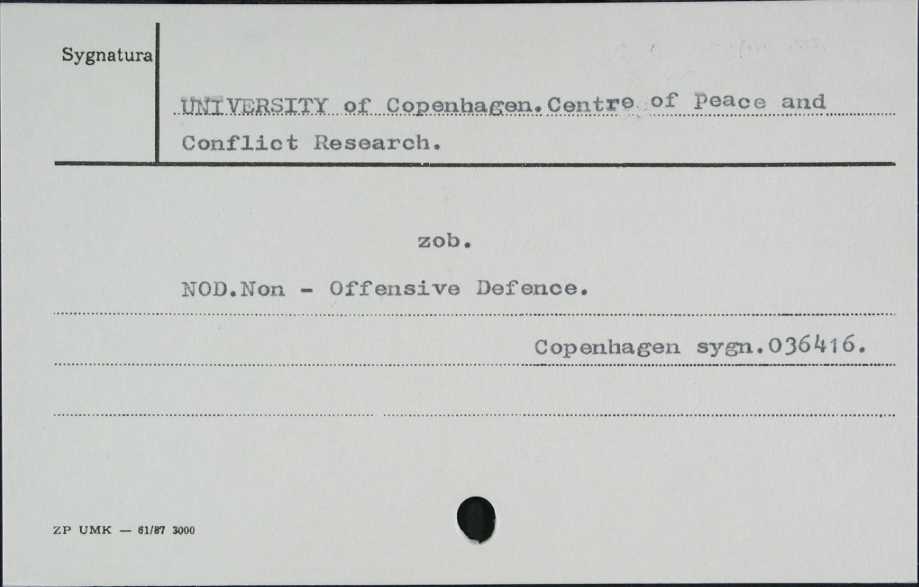 Sygnatura
UNIVERSITY of Copenhagen.Centre of Peace and
Conflict Research.
zob.
NOD.Non - Offensive Defence.
Copenhagen sygn.036416.
ZP UMK — 61/87 3000